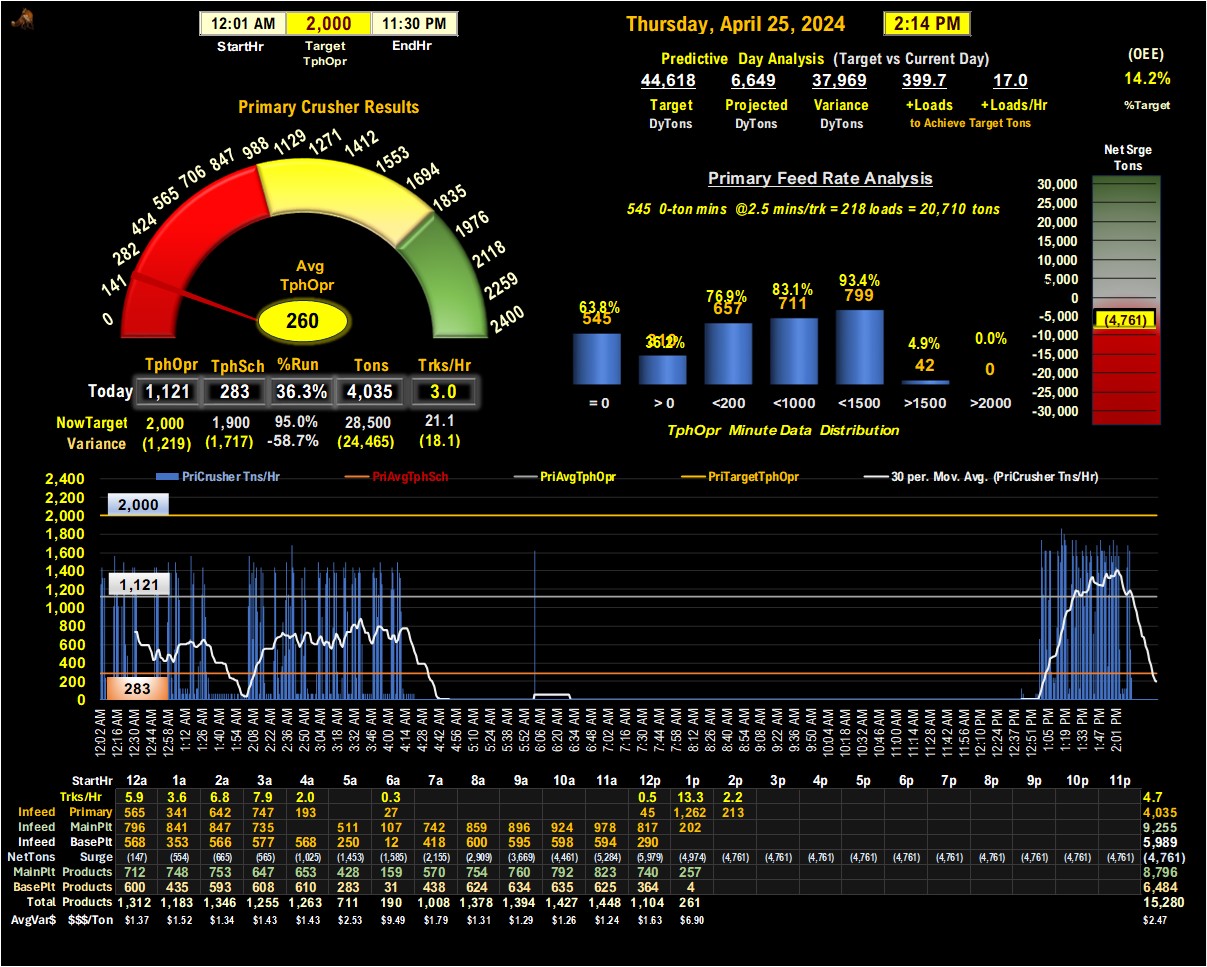 12:01 AM 2,000 11:30 PM
StartHr Target TphOpr EndHr
Thursday, April 25, 2024 2:14 PM
Predictive Day Analysis (Target vs Current Day)
44,618 6,649 37,969 399.7 17.0
Target Projected Variance +Loads +Loads/Hr
DyTons DyTons DyTons to Achieve Target Tons
(OEE)
14.2%
%Target
Primary Crusher Results
0 141 282 424 565 706 847 988 1129 1271 1412 1553 1694 1835 1976 2118 2259 2400
Avg
TphOpr
260
TphOpr TphSch %Run Tons Trks/Hr
Today 1,121 283 36.3% 4,035 3.0
NowTarget 2,000 1,900 95.0% 28,500 21.1
Variance (1,219) (1,717) -58.7% (24,465) (18.1)
Primary Feed Rate Analysis
545 0-ton mins @2.5 mins/trk = 218 loads = 20,710 tons
63.8% 36.2% 76.9% 83.1% 93.4% 4.9% 0.0%
545 310 657 711 799 42 0
= 0 > 0 <200 <1000 <1500 >1500 >2000
TphOpr Minute Data Distribution
Net Srge
Tons
30,000
25,000
20,000
15,000
10,000
5,000
0
-5,000
-10,000
-15,000
-20,000
-25,000
-30,000
(4,761)
PriCrusher Tns/Hr PriAvgTphSch PriAvgTphOpr PriTargetTphOpr 30 per. Mov. Avg. (PriCrusher Tns/Hr)
2,400
2,200
2,000
1,800
1,600
1,400
1,200
1,000
800
600
400
200
0
2,000
1,121
283
12:02 AM 12:16 AM 12:30 AM 12:44 AM 12:58 AM 1:12 AM 1:26 AM 1:40 AM 1:54 AM 2:08 AM 2:22 AM 2:36 AM 2:50 AM 3:04 AM 3:18 AM 3:32 AM 3:46 AM 4:00 AM 4:14 AM 4:28 AM 4:42 AM 4:56 AM 5:10 AM 5:24 AM 5:38 AM 5:52 AM 6:06 AM 6:20 AM 6:34 AM 6:48 AM 7:02 AM 7:16 AM 7:30 AM 7:44 AM 7:58 AM 8:12 AM 8:26 AM 8:40 AM 8:54 AM 9:08 AM 9:22 AM 9:36 AM 9:50 AM 10:04 AM 10:18 AM 10:32 AM 10:46 AM 11:00 AM 11:14 AM 11:28 AM 11:42 AM 11:56 AM 12:10 PM 12:24 PM 12:37 PM 12:51 PM 1:05 PM 1:19 PM 1:33 PM 1:47 PM 2:01 PM
StartHr 12a 1a 2a 3a 4a 5a 6a 7a 8a 9a 10a 11a 12p 1p 2p 3p 4p 5p 6p 7p 8p 9p 10p 11p
Trks/Hr 5.9 3.6 6.8 7.9 2.0 0.3 0.5 13.3 2.2 4.7
Infeed Primary 565 341 642 747 193 27 45 1,262 213 4,035
Infeed MainPlt 796 841 847 735 511 107 742 859 896 924 978 817 202 9,255
Infeed BasePlt 568 353 566 577 568 250 12 418 600 595 598 594 290 5,989
NetTons Surge (147) (554) (665) (565) (1,025) (1,453) (1,585) (2,155) (2,909) (3,669) (4,461) (5,284) (5,979) (4,974) (4,761) (4,761) (4,761) (4,761) (4,761) (4,761) (4,761) (4,761) (4,761) (4,761) (4,761)
MainPlt Products 712 748 753 647 653 428 159 570 754 760 792 823 740 257 8,796
BasePlt Products 600 435 593 608 610 283 31 438 624 634 635 625 364 4 6,484
Total Products 1,312 1,183 1,346 1,255 1,263 711 190 1,008 1,378 1,394 1,427 1,448 1,104 261 15,280
AvgVar$ $$$/Ton $1.37 $1.52 $1.34 $1.43 $1.43 $2.53 $9.49 $1.79 $1.31 $1.29 $1.26 $1.24 $1.63 $6.90 $2.47